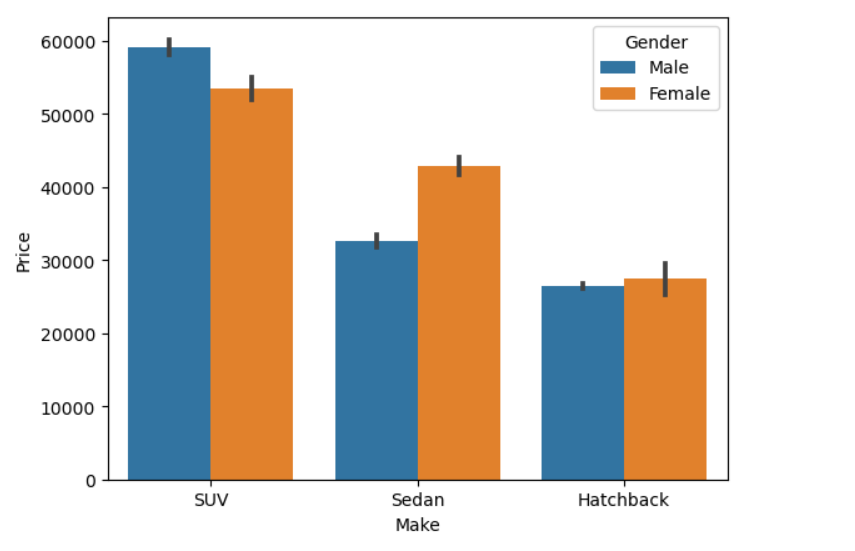 Gender
Male
Female
60000
50000
40000
30000
20000
10000
0
Price
SUV
Sedan
Hatchback
Make